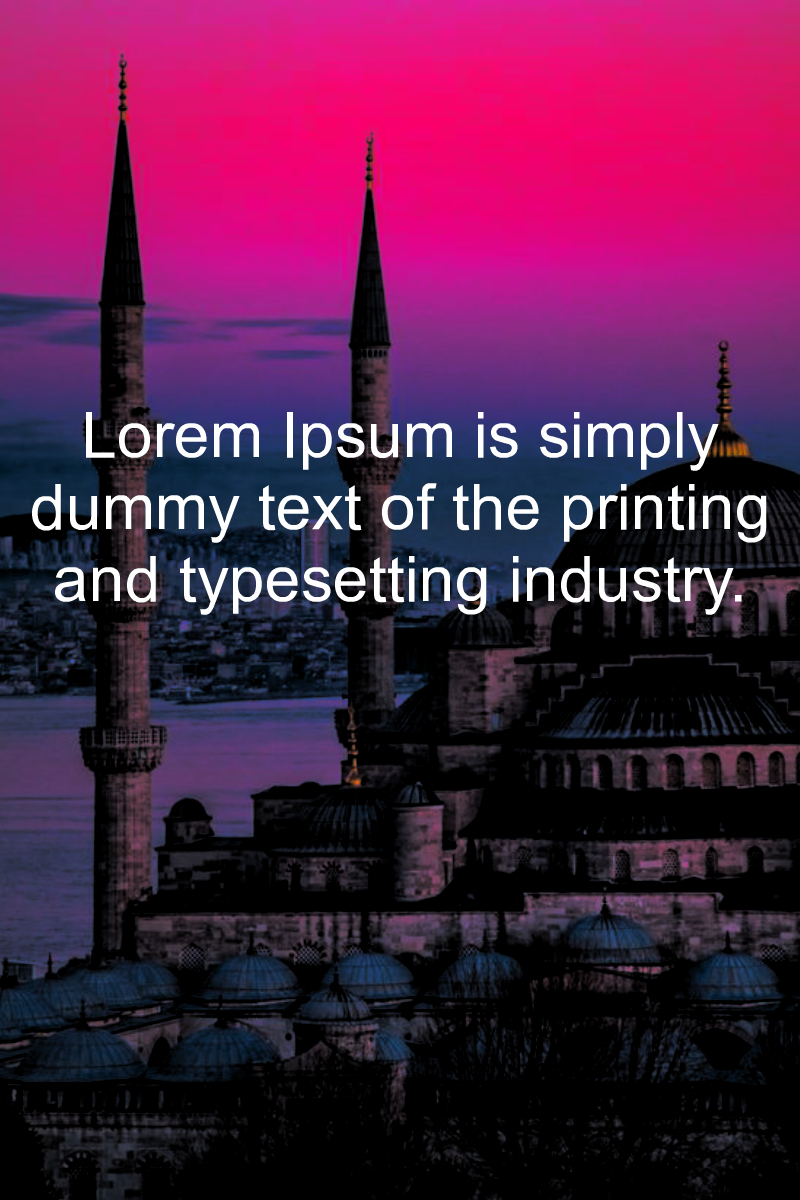 Lorem Ipsum is simply
dummy text of the printing
and typesetting industry.